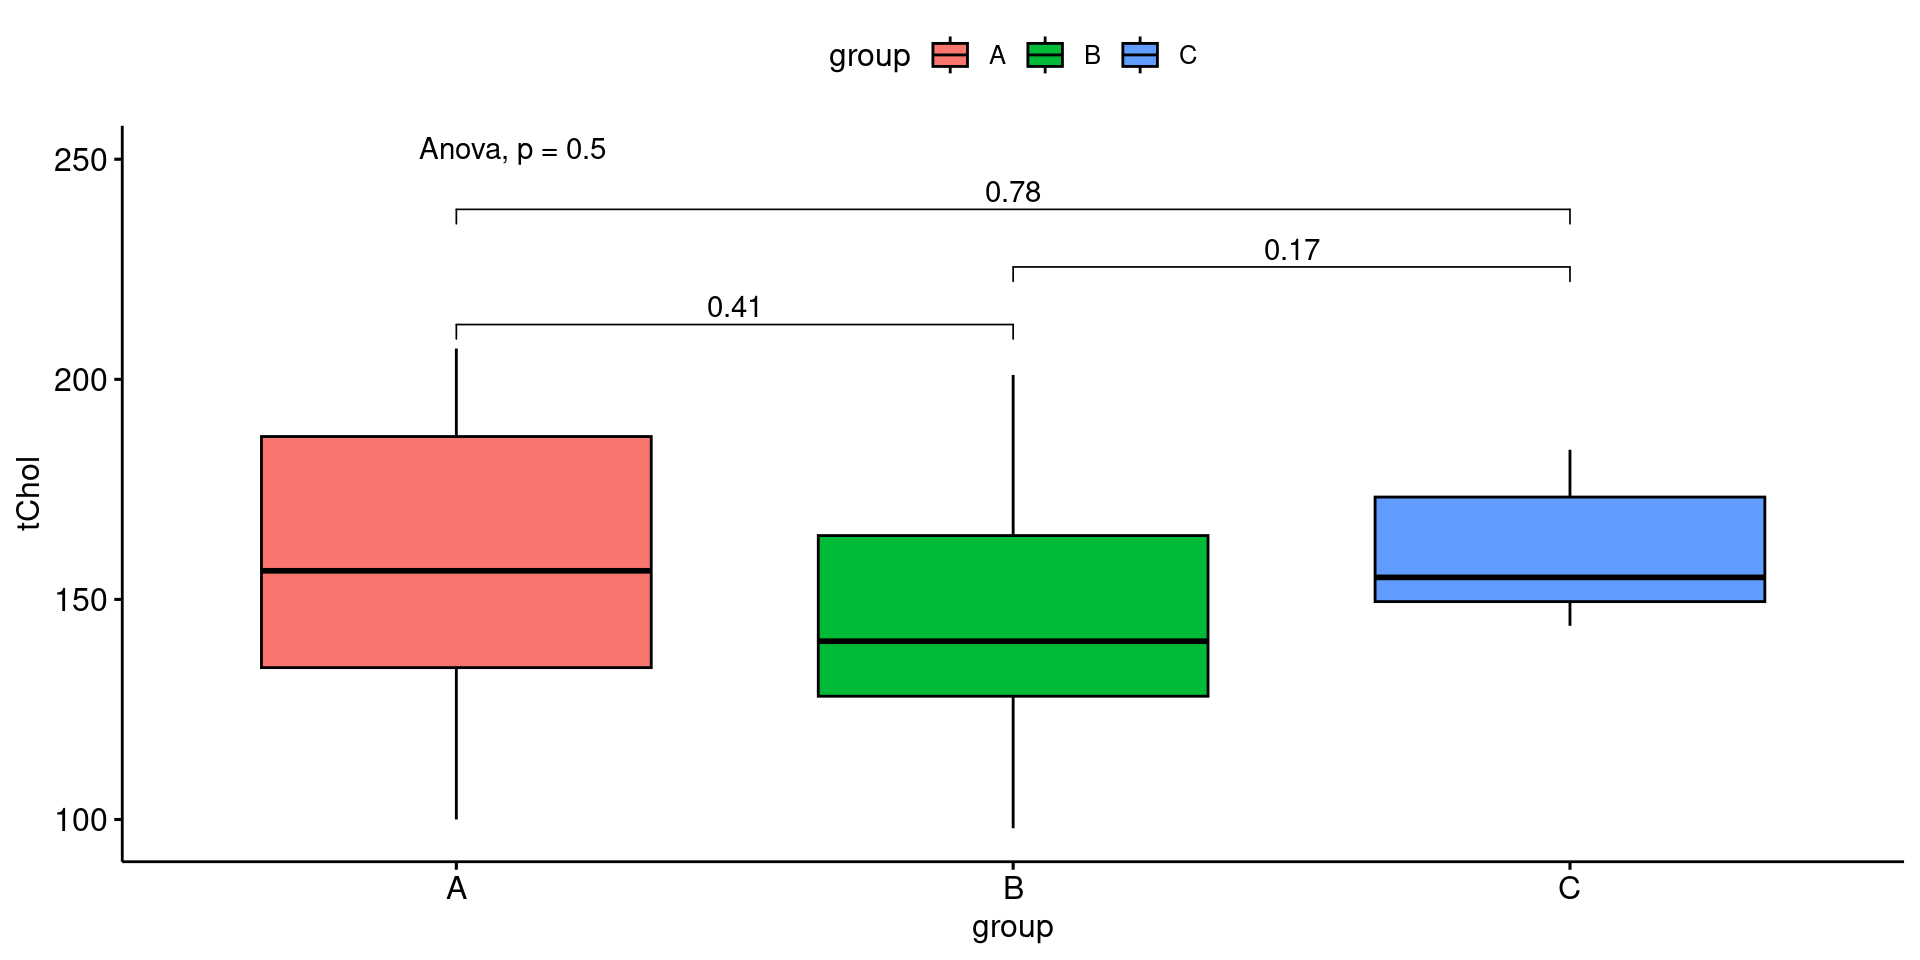 group A B C
250
Anova, p = 0.5
0.78
0.17
0.41
200
tChol
150
100
A B C
group